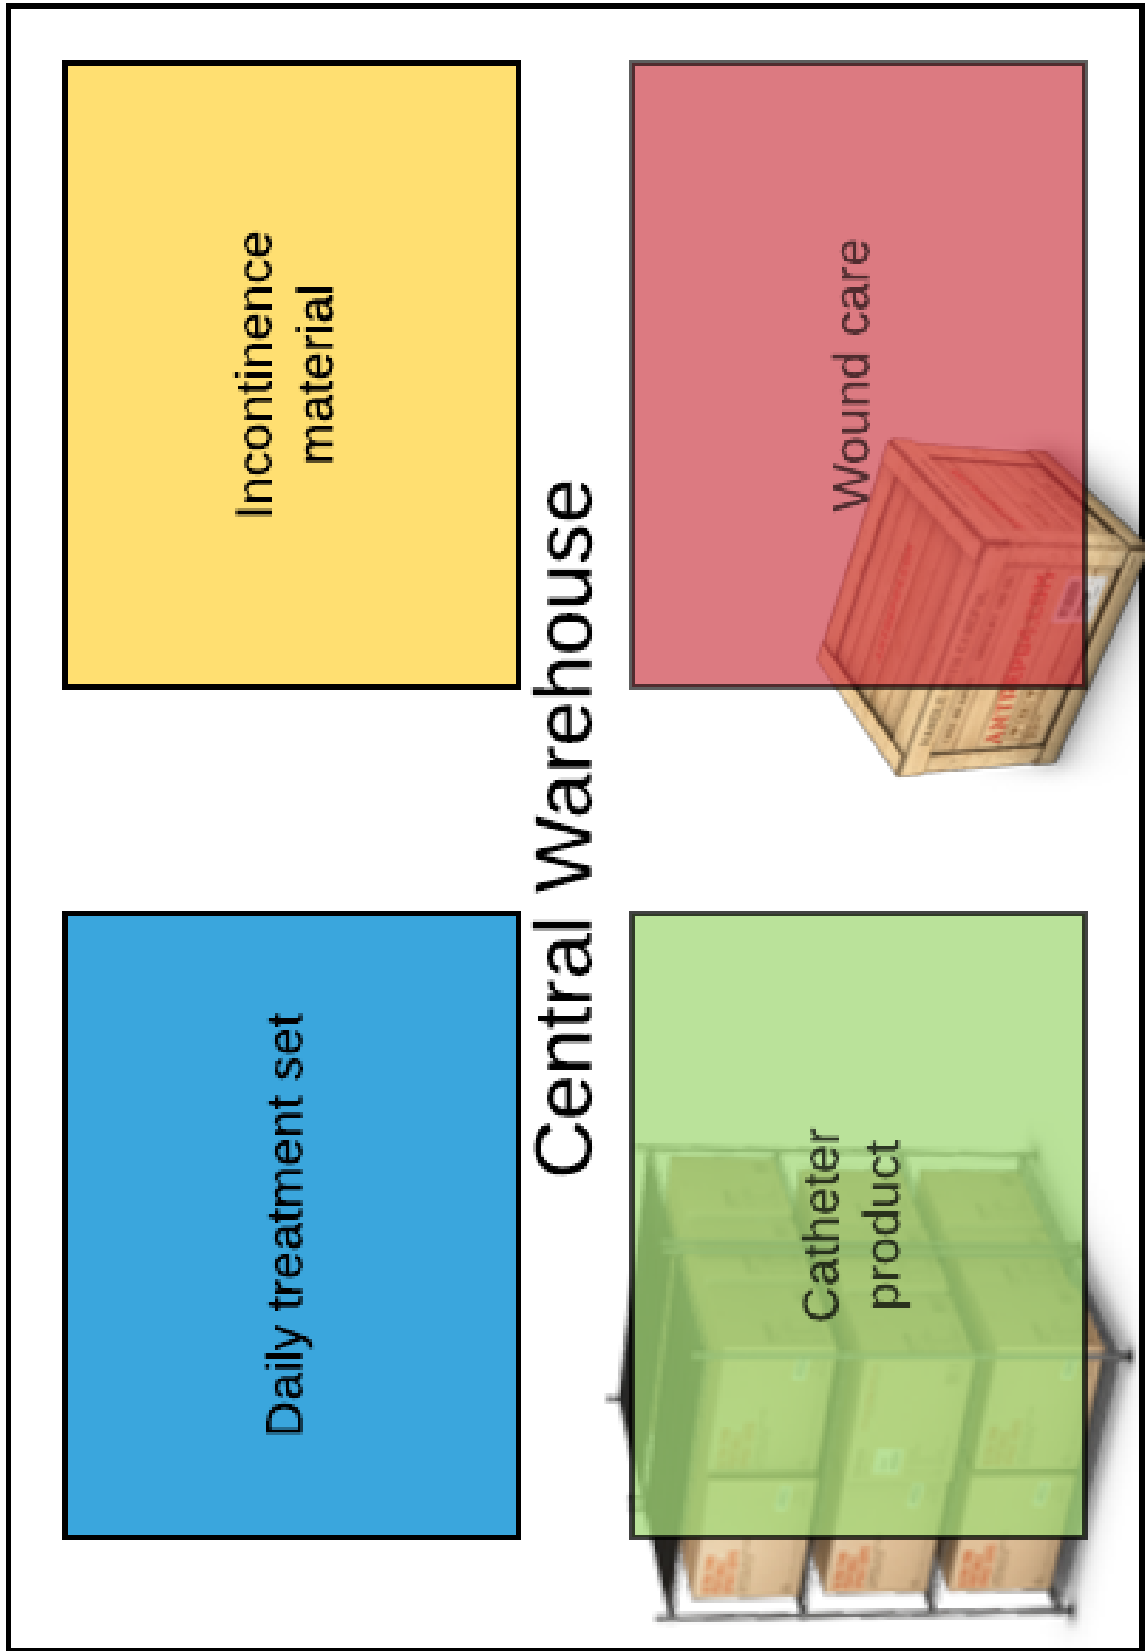 Daily treatment set
Incontinence
material
Central Warehouse
Catheter
product
Wound care